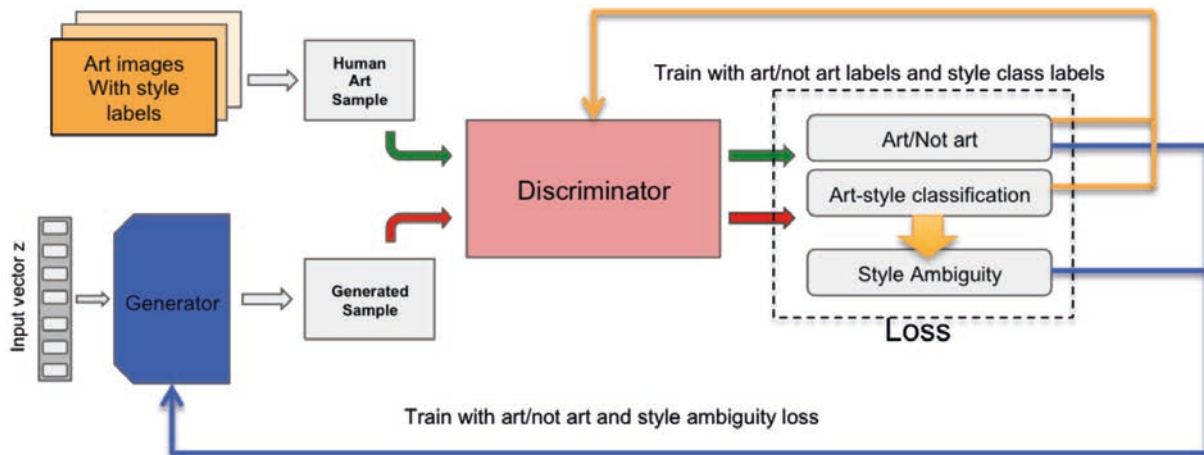 Art images
With style
labels
Human
Art
Sample
Train with art/not art labels and style class labels
Discriminator
Art/Not art
Art-style classification
Style Ambiguity
Loss
Input vector z
Generator
Generated
Sample
Train with art/not art and style ambiguity loss